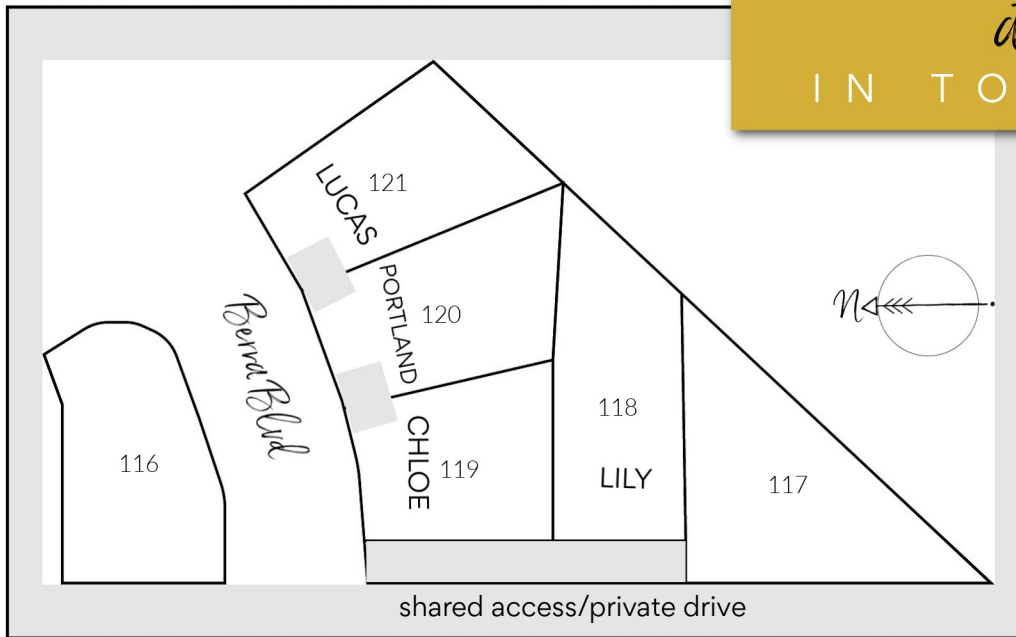 IN TO
LUCAS
121
PORTLAND
120
Berra Blvd
N
118
116
CHLOE
119
LILY
117
shared access/private drive